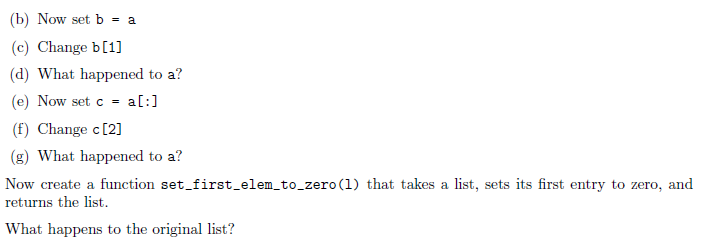 (b) Now set b = a
(c) Change b[1]
(d) What happened to a?
(e) Now set c = a[:]
(f) Change c[2]
(g) What happened to a?
Now create a function set_first_elem_to_zero(l) that takes a list, sets its first entry to zero, and
returns the list.
What happens to the original list?